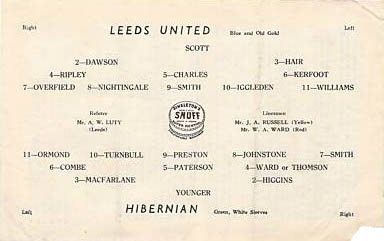 Right LEEDS UNITED Blue and Old Gold Left
SCOTT
2—DAWSON 3—HAIR
4—RIPLEY 5—CHARLES 6—KERFOOT
7—OVERFIELD 8—NIGHTINGALE 9—SMITH 10—IGGLEDEN 11—WILLIAMS
Referee Linesmen
Mr. A. W. LUTY Mr. J. A. RUSSELL (Yellow)
(Leeds) Mr. W. A. WARD (Red)
SINGLETON'S
SNUFF
11—ORMOND 10—TURNBULL 9—PRESTON 8—JOHNSTONE 7—SMITH
6—COMBE 5—PATERSON 4—WARD or THOMSON
3—MACFARLANE 2—HIGGINS
YOUNGER
Left HIBERNIAN Green, White Sleeves Right